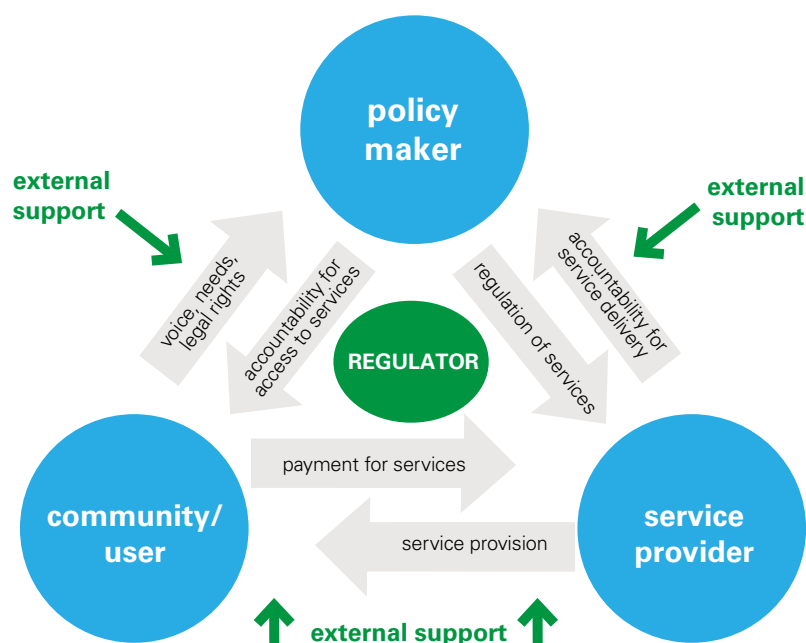 policy
maker
external
support
external
support
voice, needs,
legal rights
accountability for
access to services
regulation of services
accountability for
service delivery
REGULATOR
payment for services
community/
user
service provision
service
provider
external support